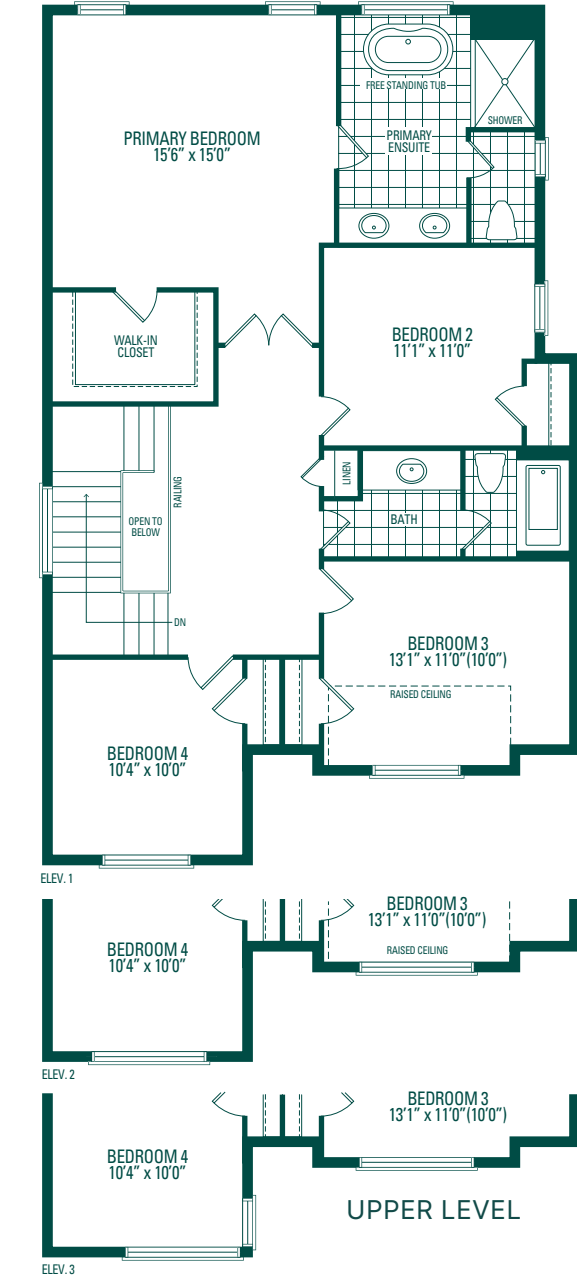 FREE STANDING TUB
SHOWER
PRIMARY BEDROOM
15'6" x 15'0"
PRIMARY
ENSUITE
WALK-IN
CLOSET
BEDROOM 2
11'1" x 11'0"
LINEN
RAILING
OPEN TO
BELOW
BATH
DN
BEDROOM 3
13'1" x 11'0"(10'0")
RAISED CEILING
BEDROOM 4
10'4" x 10'0"
ELEV. 1
BEDROOM 3
13'1" x 11'0"(10'0")
RAISED CEILING
BEDROOM 4
10'4" x 10'0"
ELEV. 2
BEDROOM 3
13'1" x 11'0"(10'0")
BEDROOM 4
10'4" x 10'0"
UPPER LEVEL
ELEV. 3